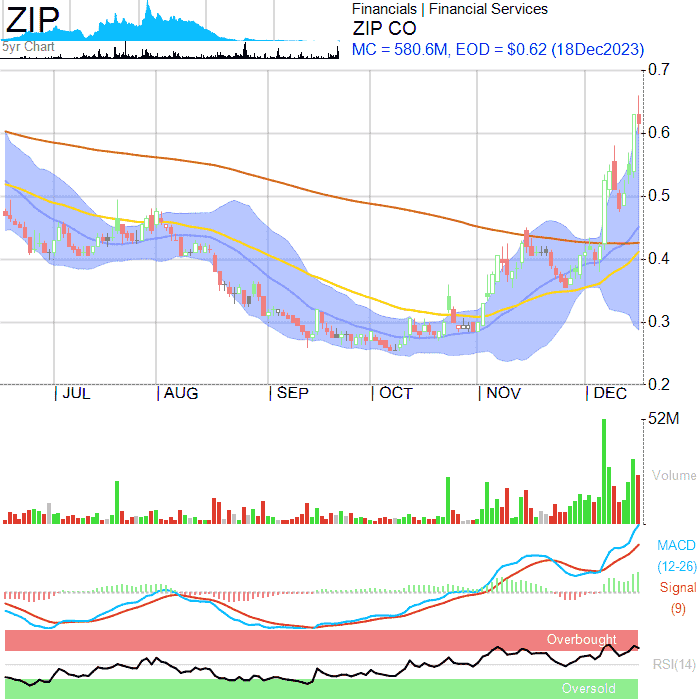 ZIP
5yr Chart
Financials | Financial Services
ZIP CO
MC = 580.6M, EOD = $0.62 (18Dec2023)
0.7
0.6
0.5
0.4
0.3
0.2
| JUL | AUG | SEP | OCT | NOV | DEC
52M
Volume
MACD
(12-26)
Signal
(9)
Overbought
RSI(14)
Oversold